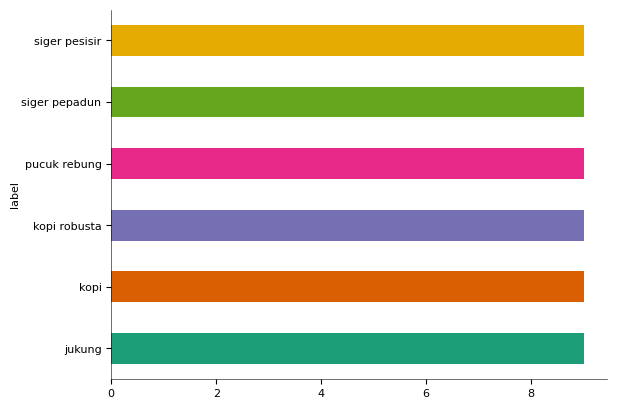 siger pesisir
siger pepadun
pucuk rebung
label
kopi robusta
kopi
jukung
0 2 4 6 8